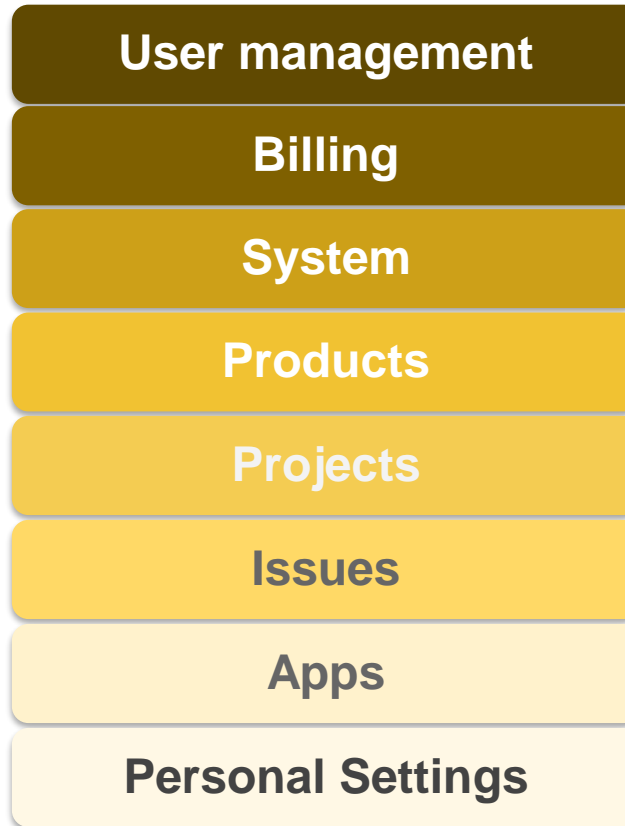 User management
Billing
System
Products
Projects
Issues
Apps
Personal Settings